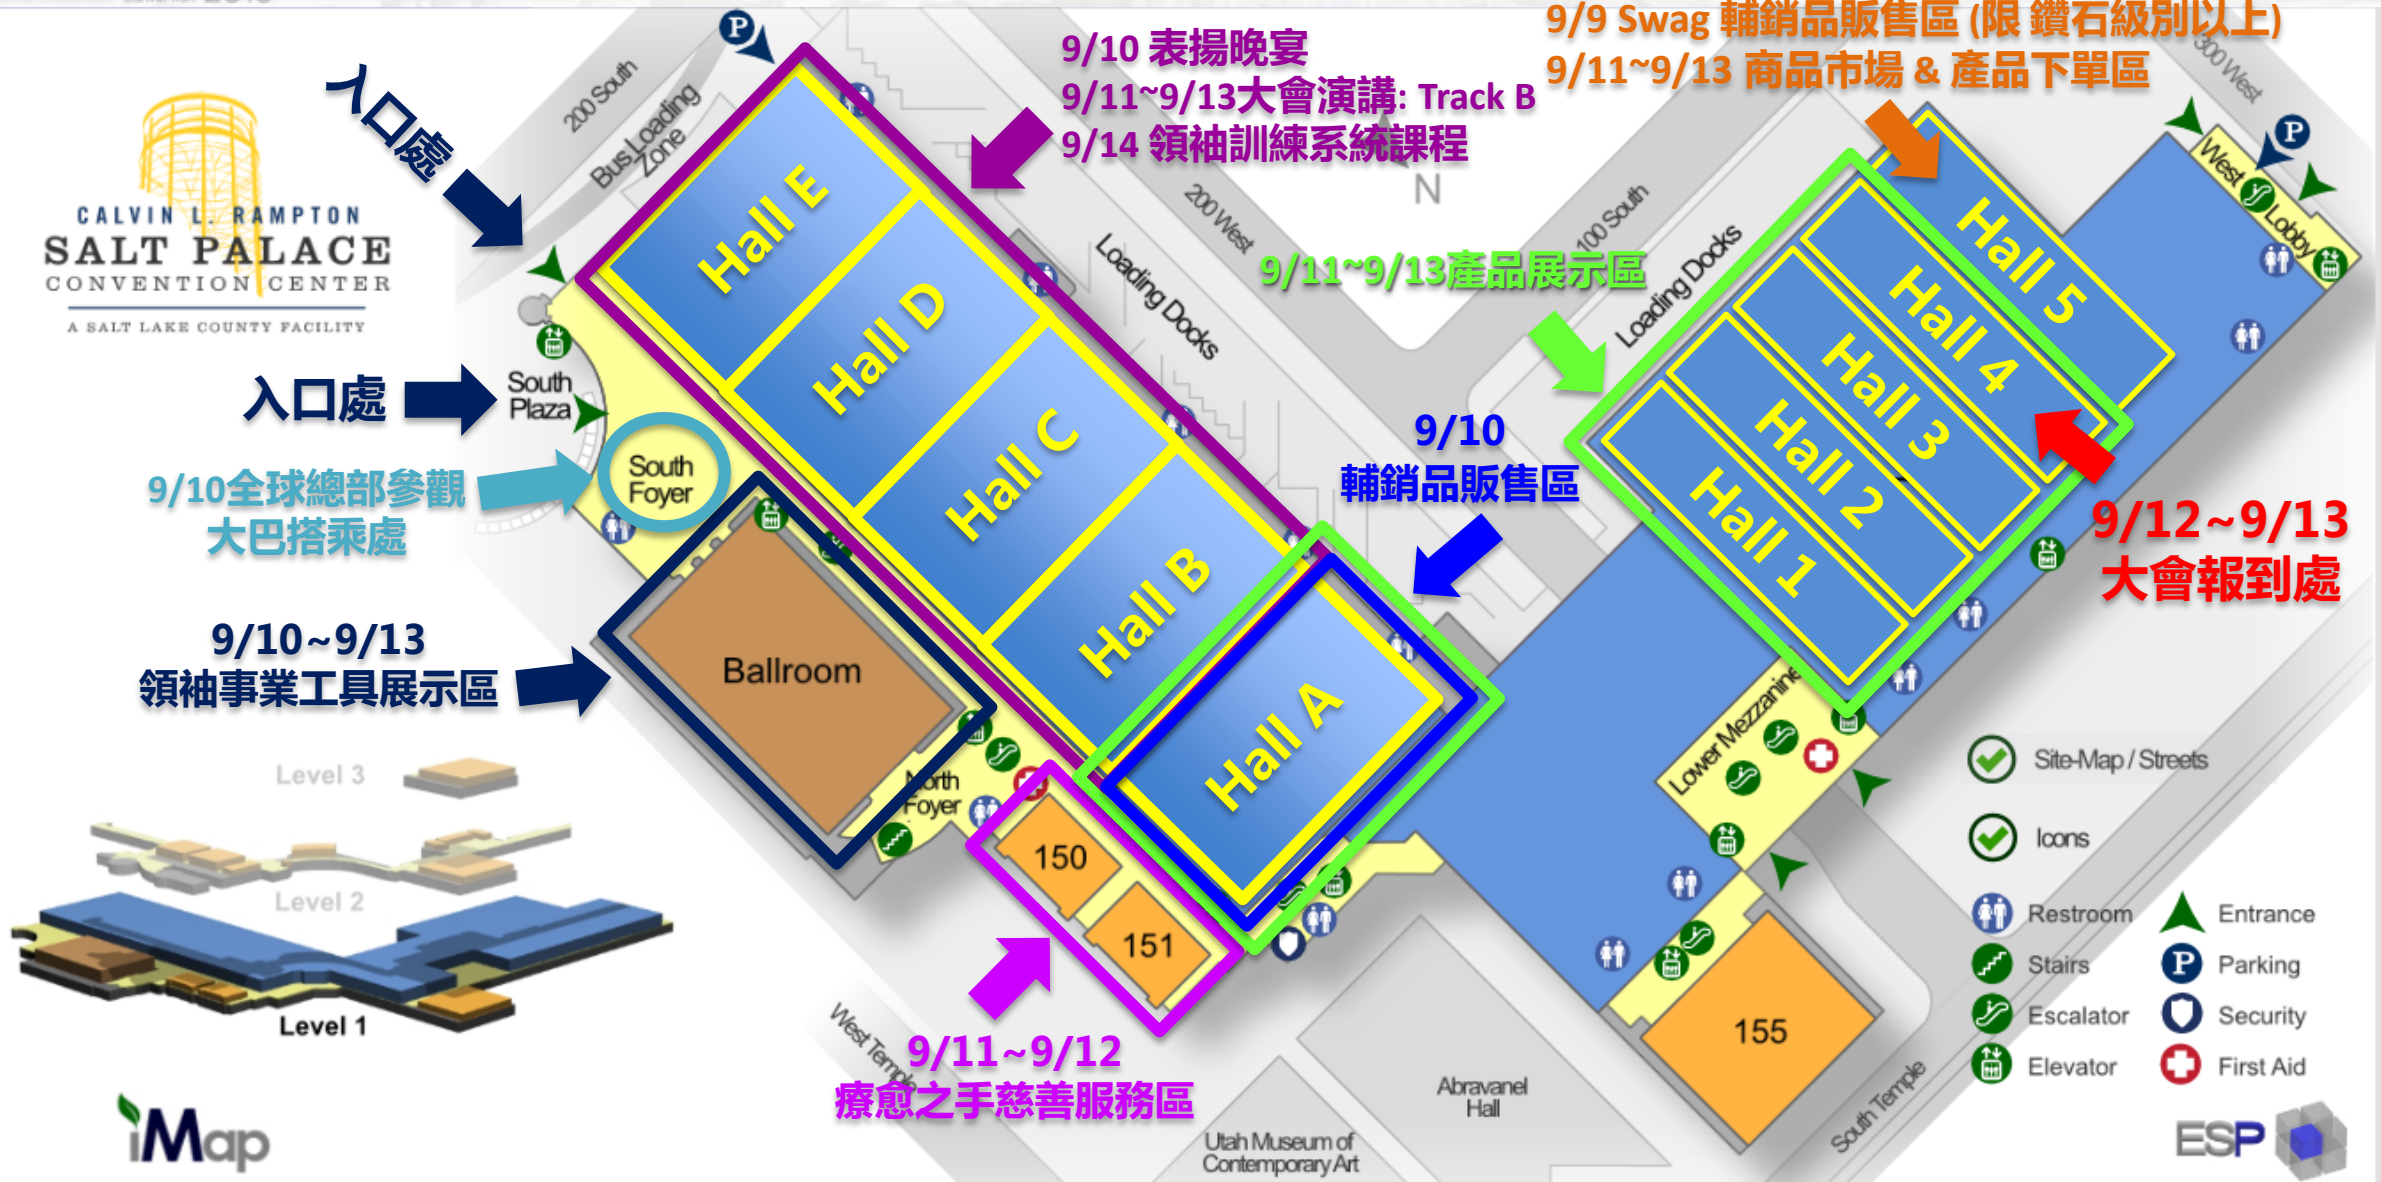 9/9 Swag 輔銷品販售區 (限 鑽石級別以上)
9/11~9/13 商品市場 & 產品下單區
9/10 表揚晚宴
9/11~9/13大會演講: Track B
9/14 領袖訓練系統課程
入口處
200 South
Bus Loading
Zone
CALVIN L. RAMPTON
SALT PALACE
CONVENTION CENTER
A SALT LAKE COUNTY FACILITY
P
300 West
P
West Lobby
N
200 West
100 South
Loading Docks
Loading Docks
9/11~9/13產品展示區
Hall E
Hall D
Hall C
Hall B
Hall A
Hall 5
Hall 4
Hall 3
Hall 2
Hall 1
入口處
South
Plaza
South
Foyer
9/10全球總部參觀
大巴搭乘處
9/10
輔銷品販售區
9/12~9/13
大會報到處
9/10~9/13
領袖事業工具展示區
Ballroom
North
Foyer
150
151
155
Lower Mezzanine
9/11~9/12
療愈之手慈善服務區
West Temple
South Temple
Abravanel
Hall
Utah Museum of
Contemporary Art
Level 3
Level 2
Level 1
Site-Map / Streets
Icons
Restroom
Entrance
Stairs
P
Parking
Escalator
Security
Elevator
First Aid
iMap
ESP